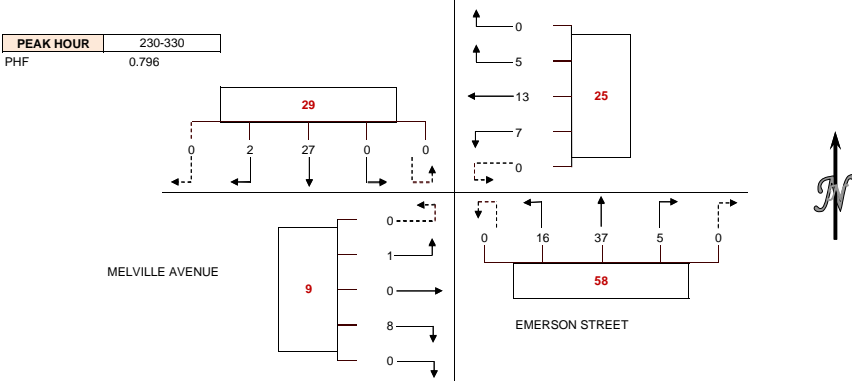 PEAK HOUR 230-330
PHF 0.796
29
0 2 27 0 0
0
5
13
7
0
25
N
0
1
0
8
0
9
MELVILLE AVENUE
0 16 37 5 0
58
EMERSON STREET